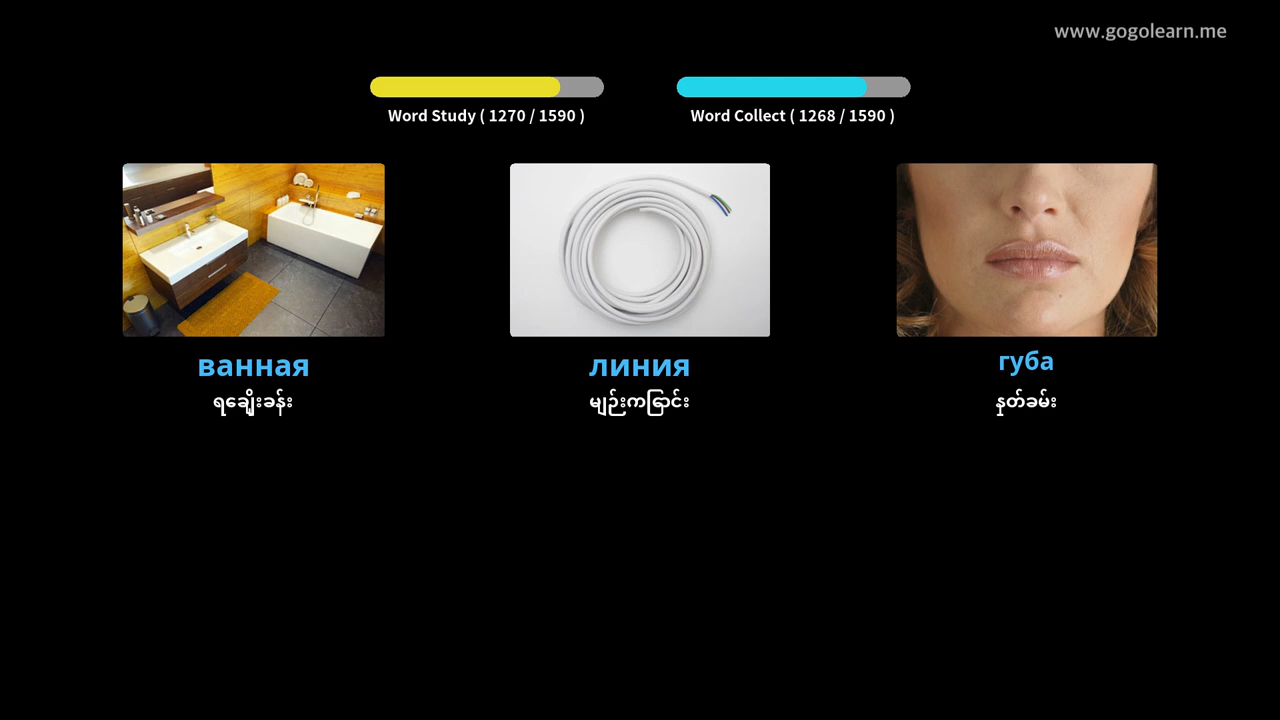 www.gogolearn.me
Word Study ( 1270 / 1590 )
Word Collect ( 1268 / 1590 )
ванная
линия
губа
ရေချိုးခန်း
မျဉ်းကြောင်း
နှုတ်ခမ်း